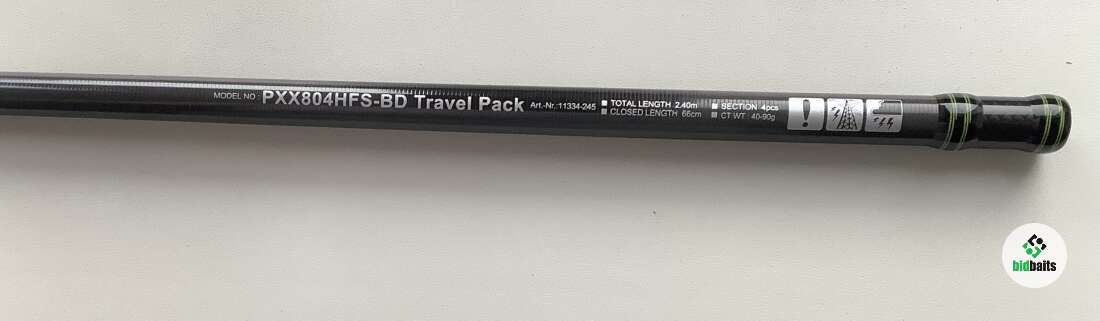 MODEL NO : PXX804HFS-BD Travel Pack Art.-Nr.:11334-245 TOTAL LENGTH 2.40m SECTION 4pcs
CLOSED LENGTH 66cm CT.WT : 40-90g
bidbaits